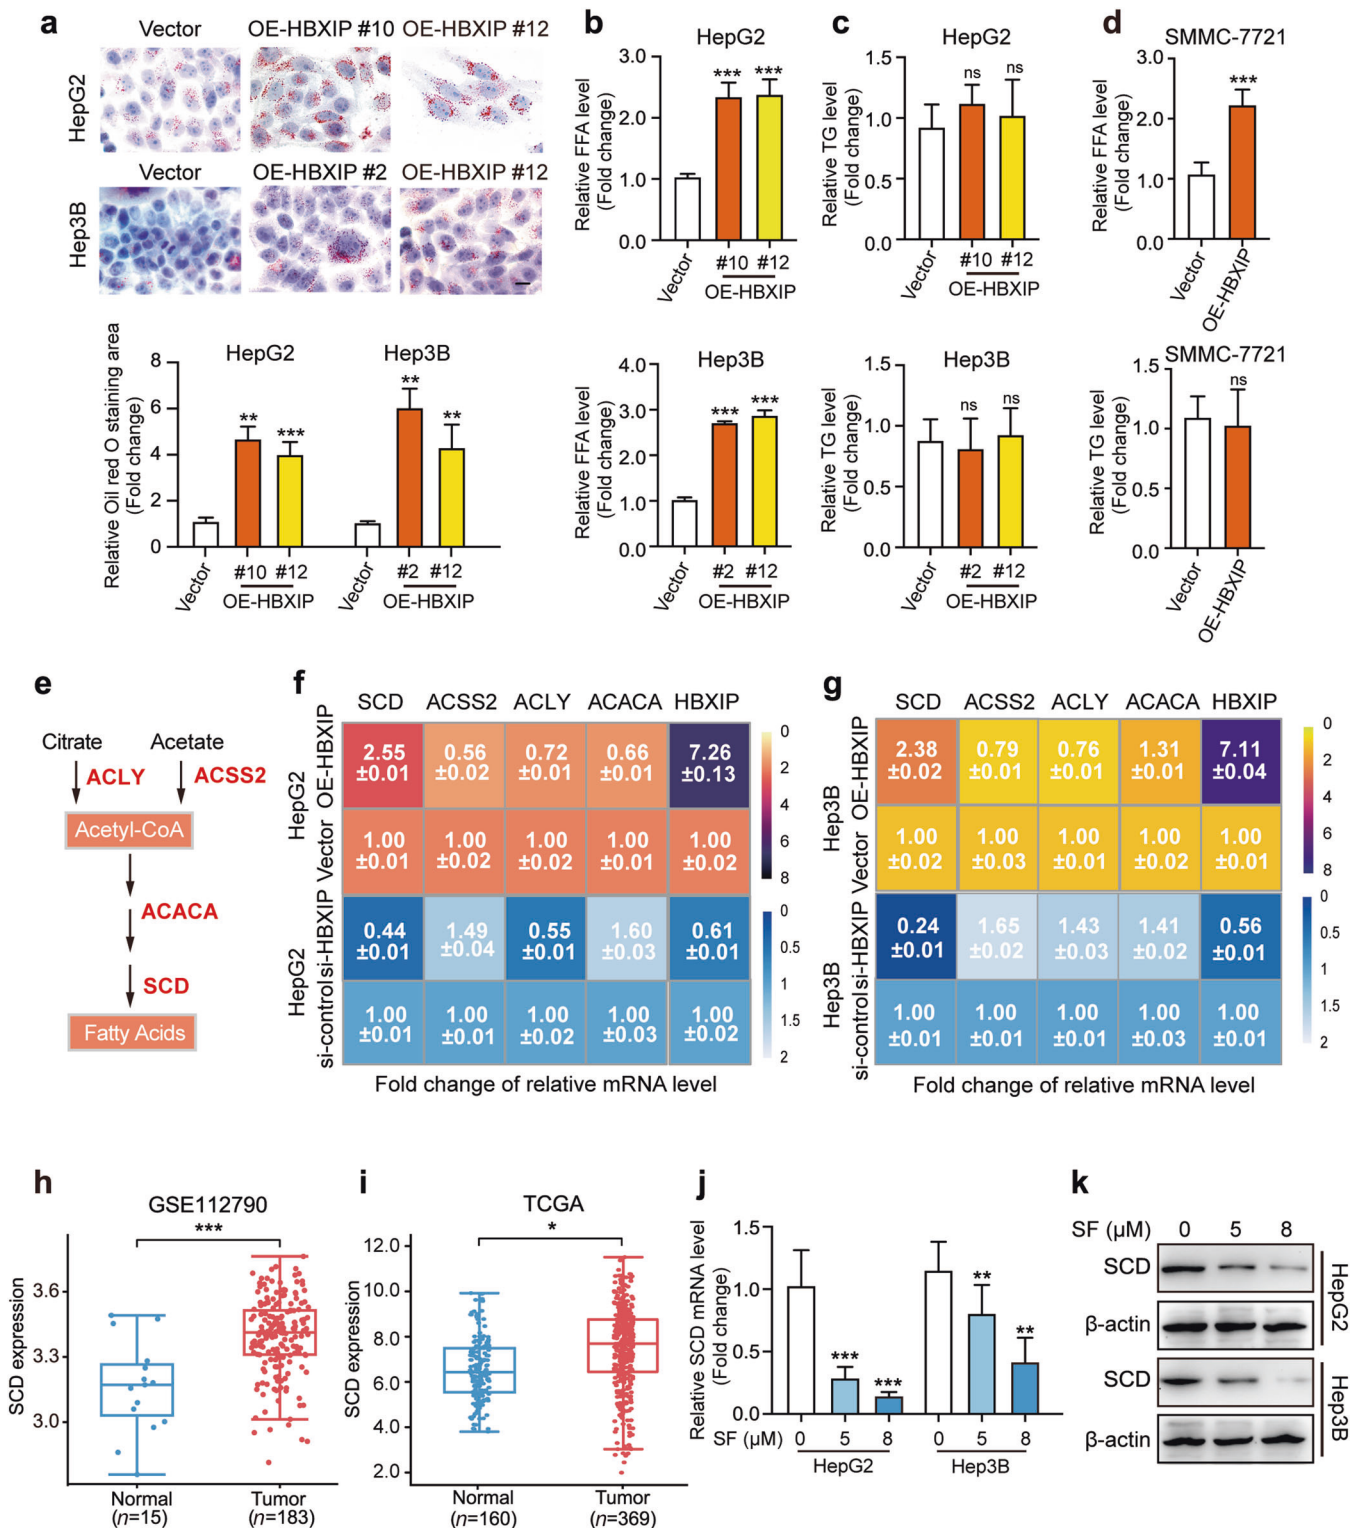 a
Vector OE-HBXIP #10 OE-HBXIP #12
HepG2
Vector OE-HBXIP #2 OE-HBXIP #12
Hep3B
Relative Oil red O staining area
(Fold change)
HepG2 Hep3B
8
6
4
2
0
** *** ** **
Vector #10 #12 Vector #2 #12
OE-HBXIP OE-HBXIP
b
HepG2
Relative FFA level
(Fold change)
3.0
2.0
1.0
0.0
*** ***
Vector #10 #12
OE-HBXIP
Hep3B
Relative FFA level
(Fold change)
4.0
3.0
2.0
1.0
0.0
*** ***
Vector #2 #12
OE-HBXIP
c
HepG2
Relative TG level
(Fold change)
1.5
1.0
0.5
0.0
ns ns
Vector #10 #12
OE-HBXIP
Hep3B
Relative TG level
(Fold change)
1.5
1.0
0.5
0.0
ns ns
Vector #2 #12
OE-HBXIP
d
SMMC-7721
Relative FFA level
(Fold change)
3.0
2.0
1.0
0.0
***
Vector OE-HBXIP
SMMC-7721
Relative TG level
(Fold change)
1.5
1.0
0.5
0.0
ns
Vector OE-HBXIP
e
Citrate Acetate
ACLY ACSS2
Acetyl-CoA
ACACA
SCD
Fatty Acids
f
SCD ACSS2 ACLY ACACA HBXIP
HepG2
OE-HBXIP
2.55 0.56 0.72 0.66 7.26
±0.01 ±0.02 ±0.01 ±0.01 ±0.13
Vector
1.00 1.00 1.00 1.00 1.00
±0.01 ±0.02 ±0.02 ±0.01 ±0.02
0
2
4
6
8
HepG2
si-HBXIP
0.44 1.49 0.55 1.60 0.61
±0.01 ±0.04 ±0.01 ±0.03 ±0.01
si-control
1.00 1.00 1.00 1.00 1.00
±0.01 ±0.01 ±0.02 ±0.03 ±0.02
0
0.5
1
1.5
2
Fold change of relative mRNA level
g
SCD ACSS2 ACLY ACACA HBXIP
Hep3B
OE-HBXIP
2.38 0.79 0.76 1.31 7.11
±0.02 ±0.01 ±0.01 ±0.01 ±0.04
Vector
1.00 1.00 1.00 1.00 1.00
±0.02 ±0.03 ±0.01 ±0.02 ±0.01
0
2
4
6
8
Hep3B
si-HBXIP
0.24 1.65 1.43 1.41 0.56
±0.01 ±0.02 ±0.03 ±0.02 ±0.01
si-control
1.00 1.00 1.00 1.00 1.00
±0.01 ±0.01 ±0.01 ±0.03 ±0.01
0
0.5
1
1.5
2
Fold change of relative mRNA level
h
GSE112790
***
SCD expression
3.6
3.3
3.0
Normal Tumor
(n=15) (n=183)
i
TCGA
*
SCD expression
12.0
10.0
8.0
6.0
4.0
2.0
Normal Tumor
(n=160) (n=369)
j
Relative SCD mRNA level
(Fold change)
1.5
1.0
0.5
0.0
*** *** ** **
SF (µM) 0 5 8 0 5 8
HepG2 Hep3B
k
SF (µM) 0 5 8
SCD
β-actin
HepG2
SCD
β-actin
Hep3B